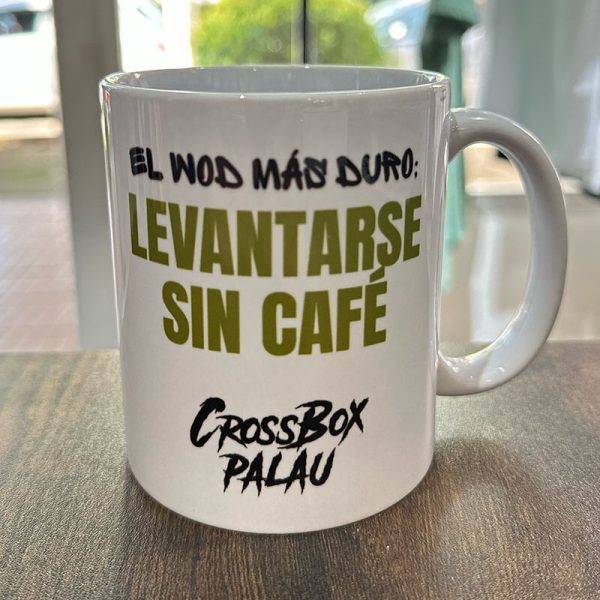 EL WOD MÁS DURO:
LEVANTARSE
SIN CAFÉ
CROSSBOX
PALAU